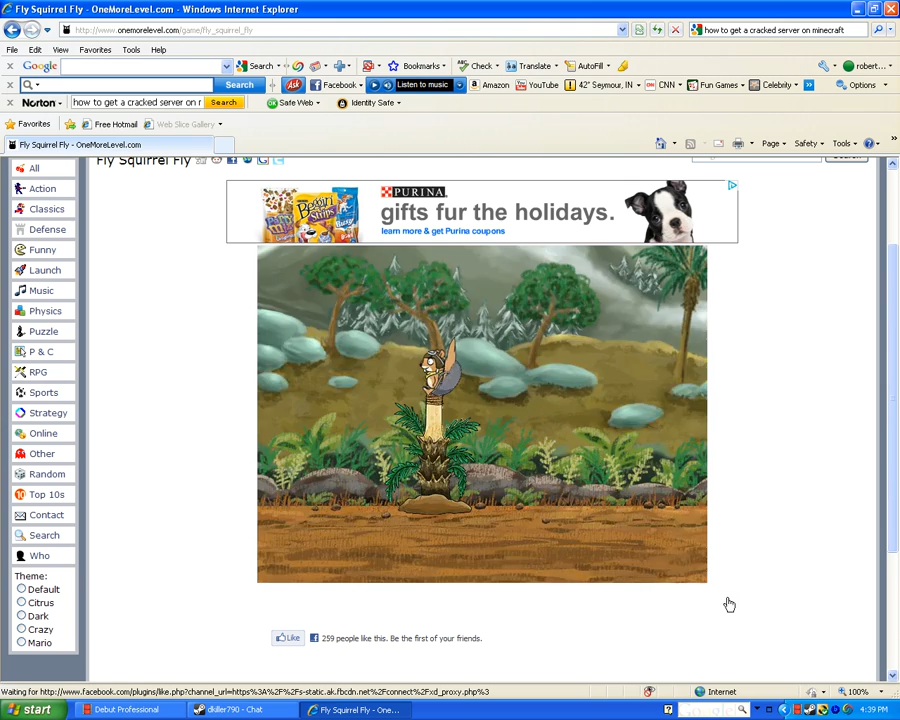 Fly Squirrel Fly - OneMoreLevel.com - Windows Internet Explorer
http://www.onemorelevel.com/game/fly_squirrel_fly
how to get a cracked server on minecraft
File Edit View Favorites Tools Help
Google Search Bookmarks Check Translate AutoFill robert...
Search Ask Facebook Listen to music Amazon YouTube 42° Seymour, IN CNN Fun Games Celebrity Options
Norton how to get a cracked server on r Search Safe Web Identity Safe
Favorites Free Hotmail Web Slice Gallery
Fly Squirrel Fly - OneMoreLevel.com Page Safety Tools
Fly Squirrel Fly Search
All
Action
Classics
Defense
Funny
Launch
Music
Physics
Puzzle
P & C
RPG
Sports
Strategy
Online
Other
Random
Top 10s
Contact
Search
Who
Theme:
Default
Citrus
Dark
Crazy
Mario
PURINA
gifts fur the holidays.
learn more & get Purina coupons
Beggin' Strips
Like 259 people like this. Be the first of your friends.
Waiting for http://www.facebook.com/plugins/like.php?channel_url=https%3A%2F%2Fs-static.ak.fbcdn.net%2Fconnect%2Fxd_proxy.php%3 Internet 100%
start Debut Professional dkiller790 - Chat Fly Squirrel Fly - One... Google 4:39 PM